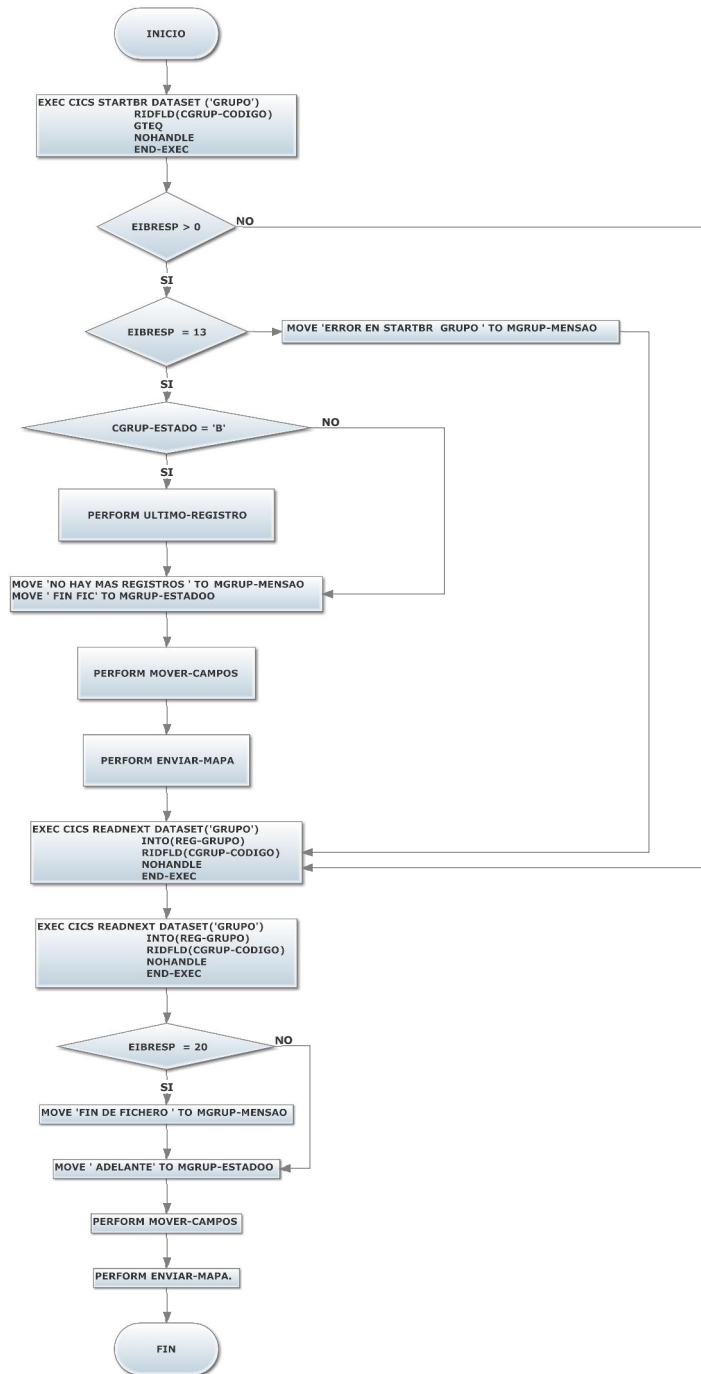 INICIO
EXEC CICS STARTBR DATASET ('GRUPO')
RIDFLD(CGRUP-CODIGO)
GTEQ
NOHANDLE
END-EXEC
EIBRESP > 0
NO
SI
EIBRESP = 13
MOVE 'ERROR EN STARTBR GRUPO ' TO MGRUP-MENSAO
SI
CGRUP-ESTADO = 'B'
NO
SI
PERFORM ULTIMO-REGISTRO
MOVE 'NO HAY MAS REGISTROS ' TO MGRUP-MENSAO
MOVE ' FIN FIC' TO MGRUP-ESTADOO
PERFORM MOVER-CAMPOS
PERFORM ENVIAR-MAPA
EXEC CICS READNEXT DATASET('GRUPO')
INTO(REG-GRUPO)
RIDFLD(CGRUP-CODIGO)
NOHANDLE
END-EXEC
EXEC CICS READNEXT DATASET('GRUPO')
INTO(REG-GRUPO)
RIDFLD(CGRUP-CODIGO)
NOHANDLE
END-EXEC
EIBRESP = 20
NO
SI
MOVE 'FIN DE FICHERO ' TO MGRUP-MENSAO
MOVE ' ADELANTE' TO MGRUP-ESTADOO
PERFORM MOVER-CAMPOS
PERFORM ENVIAR-MAPA.
FIN